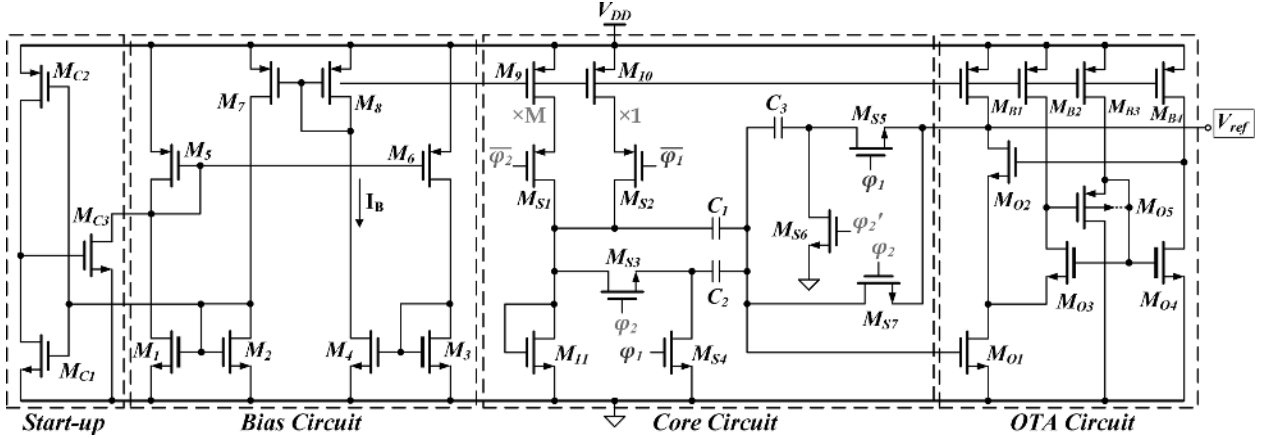 V_DD
M_C2
M_7
M_8
M_9
M_10
×M
×1
C_3
M_S5
M_B1
M_B2
M_B3
M_B4
V_ref
M_5
M_6
φ_2
φ_1
M_S1
M_S2
φ_1
M_O2
M_C3
I_B
C_1
M_S6
φ_2'
M_O5
M_S3
C_2
φ_2
M_O3
M_O4
φ_2
M_S7
M_1
M_2
M_4
M_3
M_11
φ_1
M_S4
M_O1
M_C1
Start-up
Bias Circuit
Core Circuit
OTA Circuit